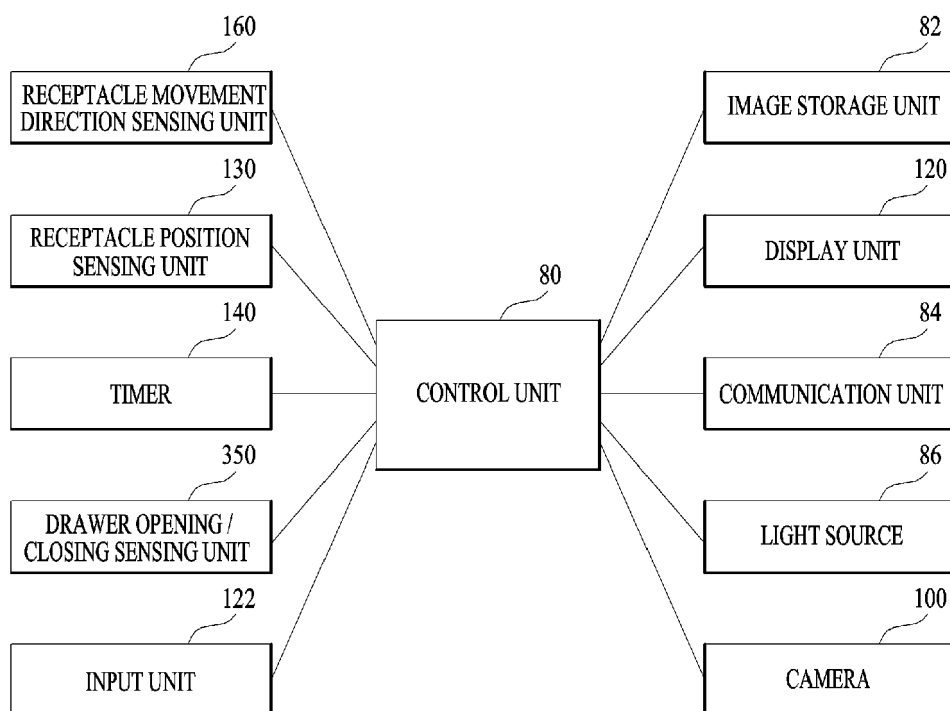 160
RECEPTACLE MOVEMENT
DIRECTION SENSING UNIT
130
RECEPTACLE POSITION
SENSING UNIT
140
TIMER
350
DRAWER OPENING /
CLOSING SENSING UNIT
122
INPUT UNIT
80
CONTROL UNIT
82
IMAGE STORAGE UNIT
120
DISPLAY UNIT
84
COMMUNICATION UNIT
86
LIGHT SOURCE
100
CAMERA